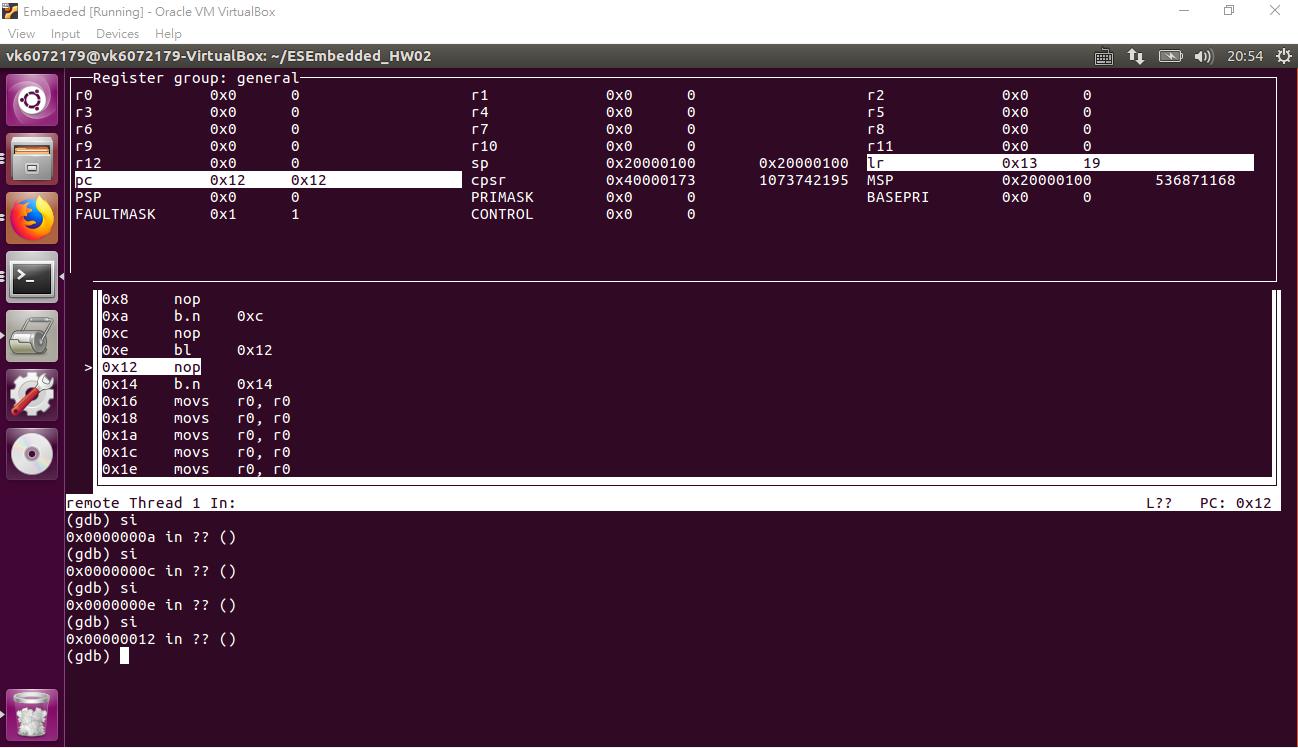 Embaeded [Running] - Oracle VM VirtualBox
View Input Devices Help
vk6072179@vk6072179-VirtualBox: ~/ESEmbedded_HW02 20:54
Register group: general
r0 0x0 0 r1 0x0 0 r2 0x0 0
r3 0x0 0 r4 0x0 0 r5 0x0 0
r6 0x0 0 r7 0x0 0 r8 0x0 0
r9 0x0 0 r10 0x0 0 r11 0x0 0
r12 0x0 0 sp 0x20000100 0x20000100 lr 0x13 19
pc 0x12 0x12 cpsr 0x40000173 1073742195 MSP 0x20000100 536871168
PSP 0x0 0 PRIMASK 0x0 0 BASEPRI 0x0 0
FAULTMASK 0x1 1 CONTROL 0x0 0
0x8 nop
0xa b.n 0xc
0xc nop
0xe bl 0x12
> 0x12 nop
0x14 b.n 0x14
0x16 movs r0, r0
0x18 movs r0, r0
0x1a movs r0, r0
0x1c movs r0, r0
0x1e movs r0, r0
remote Thread 1 In: L?? PC: 0x12
(gdb) si
0x0000000a in ?? ()
(gdb) si
0x0000000c in ?? ()
(gdb) si
0x0000000e in ?? ()
(gdb) si
0x00000012 in ?? ()
(gdb)